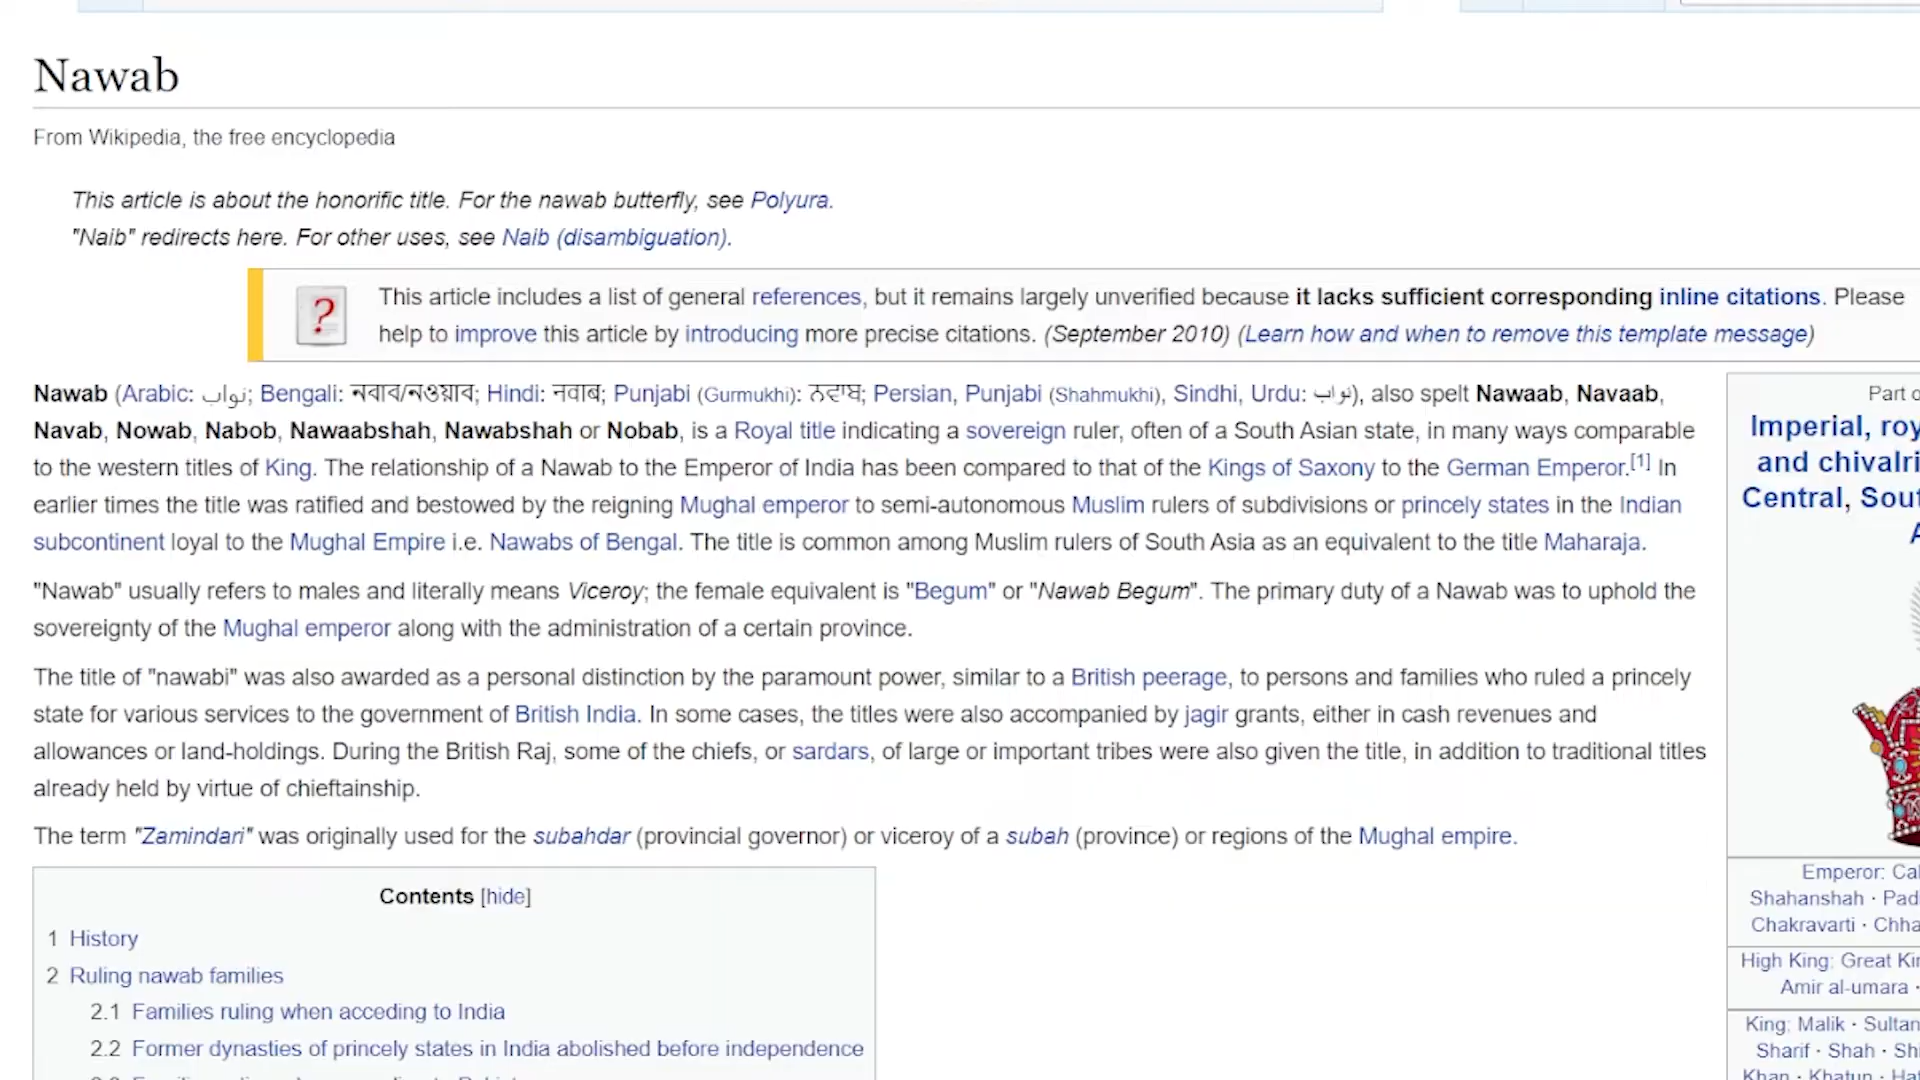 Nawab
From Wikipedia, the free encyclopedia
This article is about the honorific title. For the nawab butterfly, see Polyura.
"Naib" redirects here. For other uses, see Naib (disambiguation).
This article includes a list of general references, but it remains largely unverified because it lacks sufficient corresponding inline citations. Please
help to improve this article by introducing more precise citations. (September 2010) (Learn how and when to remove this template message)
Nawab (Arabic: نواب; Bengali: নবাব/নওয়াব; Hindi: नवाब; Punjabi (Gurmukhi): ਨਵਾਬ; Persian, Punjabi (Shahmukhi), Sindhi, Urdu: نواب), also spelt Nawaab, Navaab,
Navab, Nowab, Nabob, Nawaabshah, Nawabshah or Nobab, is a Royal title indicating a sovereign ruler, often of a South Asian state, in many ways comparable
to the western titles of King. The relationship of a Nawab to the Emperor of India has been compared to that of the Kings of Saxony to the German Emperor.[1] In
earlier times the title was ratified and bestowed by the reigning Mughal emperor to semi-autonomous Muslim rulers of subdivisions or princely states in the Indian
subcontinent loyal to the Mughal Empire i.e. Nawabs of Bengal. The title is common among Muslim rulers of South Asia as an equivalent to the title Maharaja.
"Nawab" usually refers to males and literally means Viceroy; the female equivalent is "Begum" or "Nawab Begum". The primary duty of a Nawab was to uphold the
sovereignty of the Mughal emperor along with the administration of a certain province.
The title of "nawabi" was also awarded as a personal distinction by the paramount power, similar to a British peerage, to persons and families who ruled a princely
state for various services to the government of British India. In some cases, the titles were also accompanied by jagir grants, either in cash revenues and
allowances or land-holdings. During the British Raj, some of the chiefs, or sardars, of large or important tribes were also given the title, in addition to traditional titles
already held by virtue of chieftainship.
The term "Zamindari" was originally used for the subahdar (provincial governor) or viceroy of a subah (province) or regions of the Mughal empire.
Contents [hide]
1 History
2 Ruling nawab families
2.1 Families ruling when acceding to India
2.2 Former dynasties of princely states in India abolished before independence
Part
Imperial,
and
Central,
Emperor:
Shahanshah ·
Chakravarti ·
High King: Great
Amir al-umara ·
King: Malik · Sultan
Sharif · Shah ·
Khan · Khatun ·